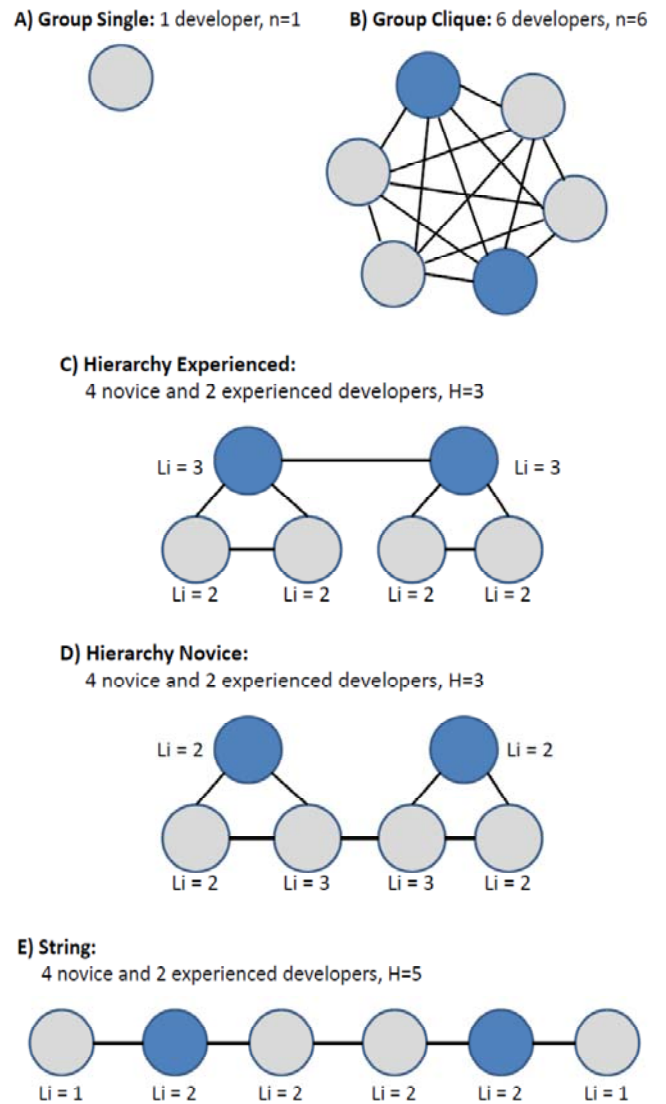 A) Group Single: 1 developer, n=1
B) Group Clique: 6 developers, n=6
C) Hierarchy Experienced:
4 novice and 2 experienced developers, H=3
Li = 3
Li = 3
Li = 2
Li = 2
Li = 2
Li = 2
D) Hierarchy Novice:
4 novice and 2 experienced developers, H=3
Li = 2
Li = 2
Li = 2
Li = 3
Li = 3
Li = 2
E) String:
4 novice and 2 experienced developers, H=5
Li = 1
Li = 2
Li = 2
Li = 2
Li = 2
Li = 1